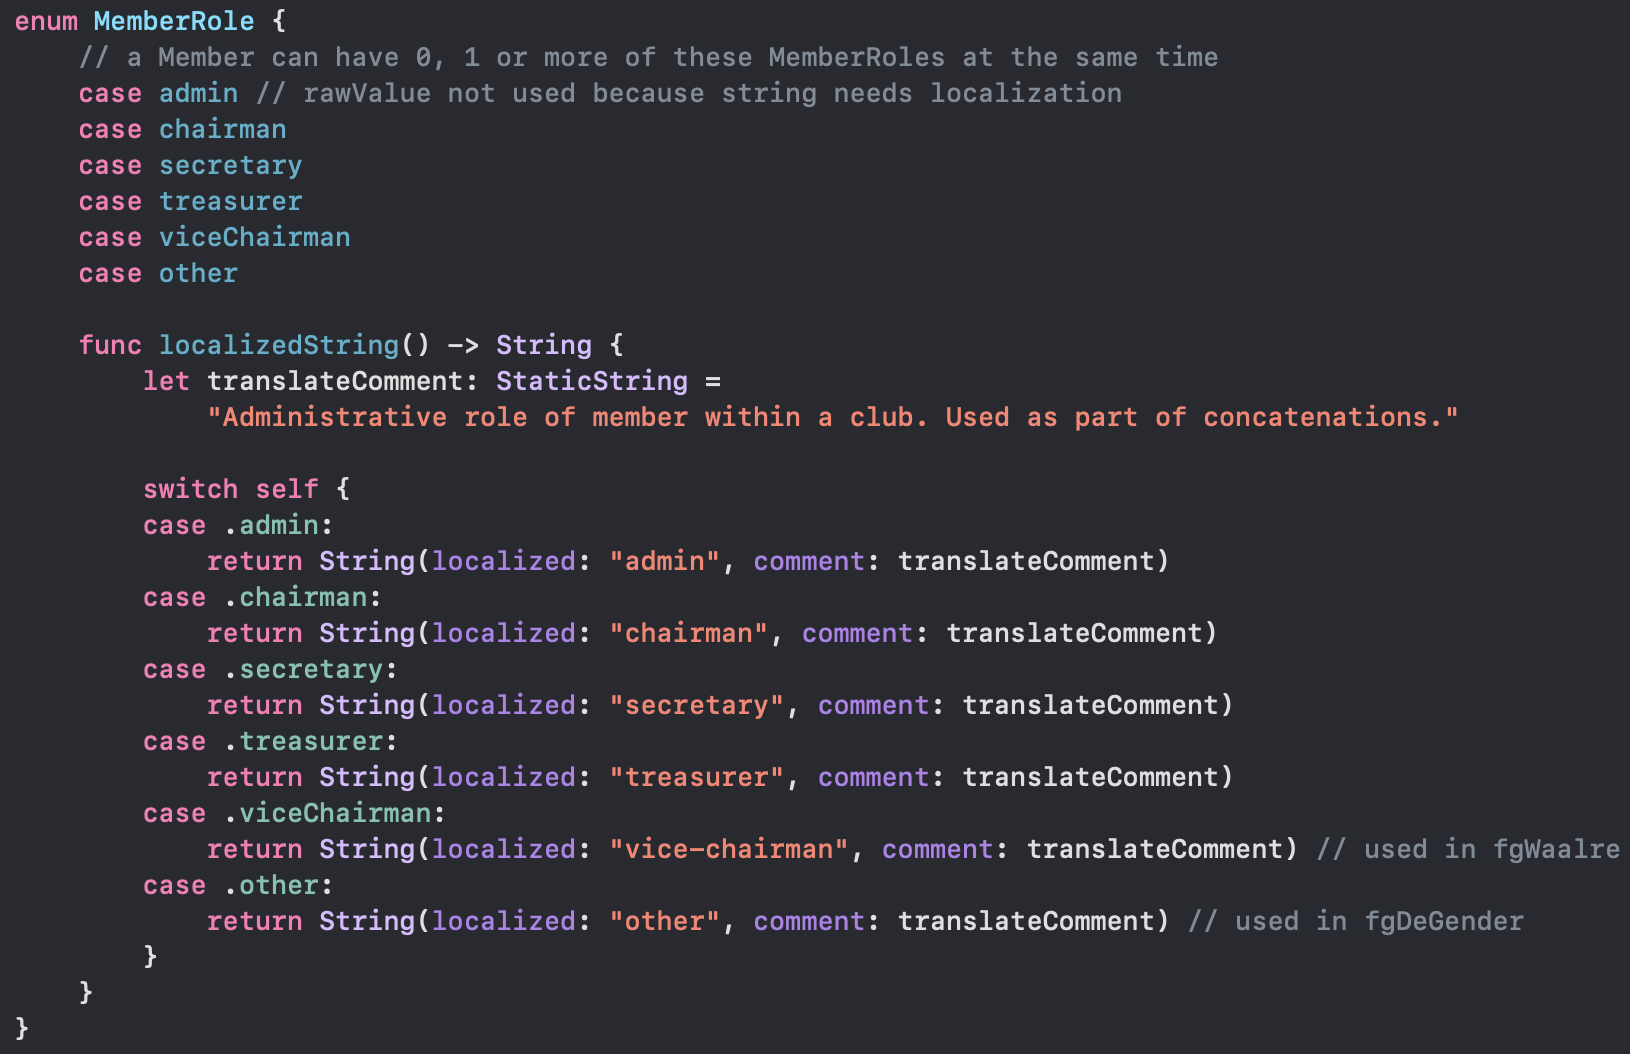 enum MemberRole {
    // a Member can have 0, 1 or more of these MemberRoles at the same time
    case admin // rawValue not used because string needs localization
    case chairman
    case secretary
    case treasurer
    case viceChairman
    case other

    func localizedString() -> String {
        let translateComment: StaticString =
            "Administrative role of member within a club. Used as part of concatenations."

        switch self {
        case .admin:
            return String(localized: "admin", comment: translateComment)
        case .chairman:
            return String(localized: "chairman", comment: translateComment)
        case .secretary:
            return String(localized: "secretary", comment: translateComment)
        case .treasurer:
            return String(localized: "treasurer", comment: translateComment)
        case .viceChairman:
            return String(localized: "vice-chairman", comment: translateComment) // used in fgWaalre
        case .other:
            return String(localized: "other", comment: translateComment) // used in fgDeGender
        }
    }
}